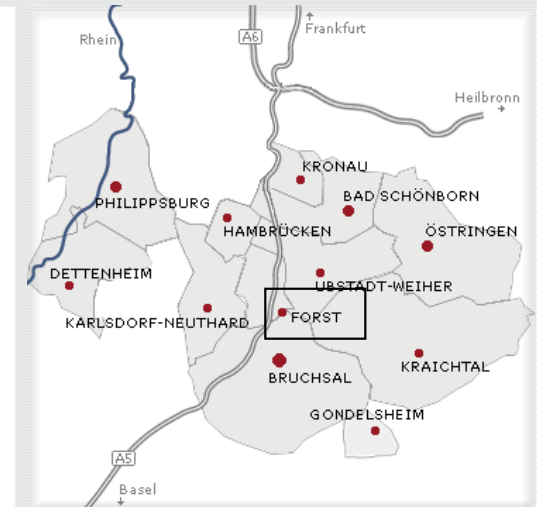 Rhein
A6
Frankfurt
Heilbronn
KRONAU
PHILIPPSBURG
BAD SCHÖNBORN
HAMBRÜCKEN
ÖSTRINGEN
DETTENHEIM
UBSTADT-WEIHER
KARLSDORF-NEUTHARD
FORST
KRAICHTAL
BRUCHSAL
GONDELSHEIM
A5
Basel